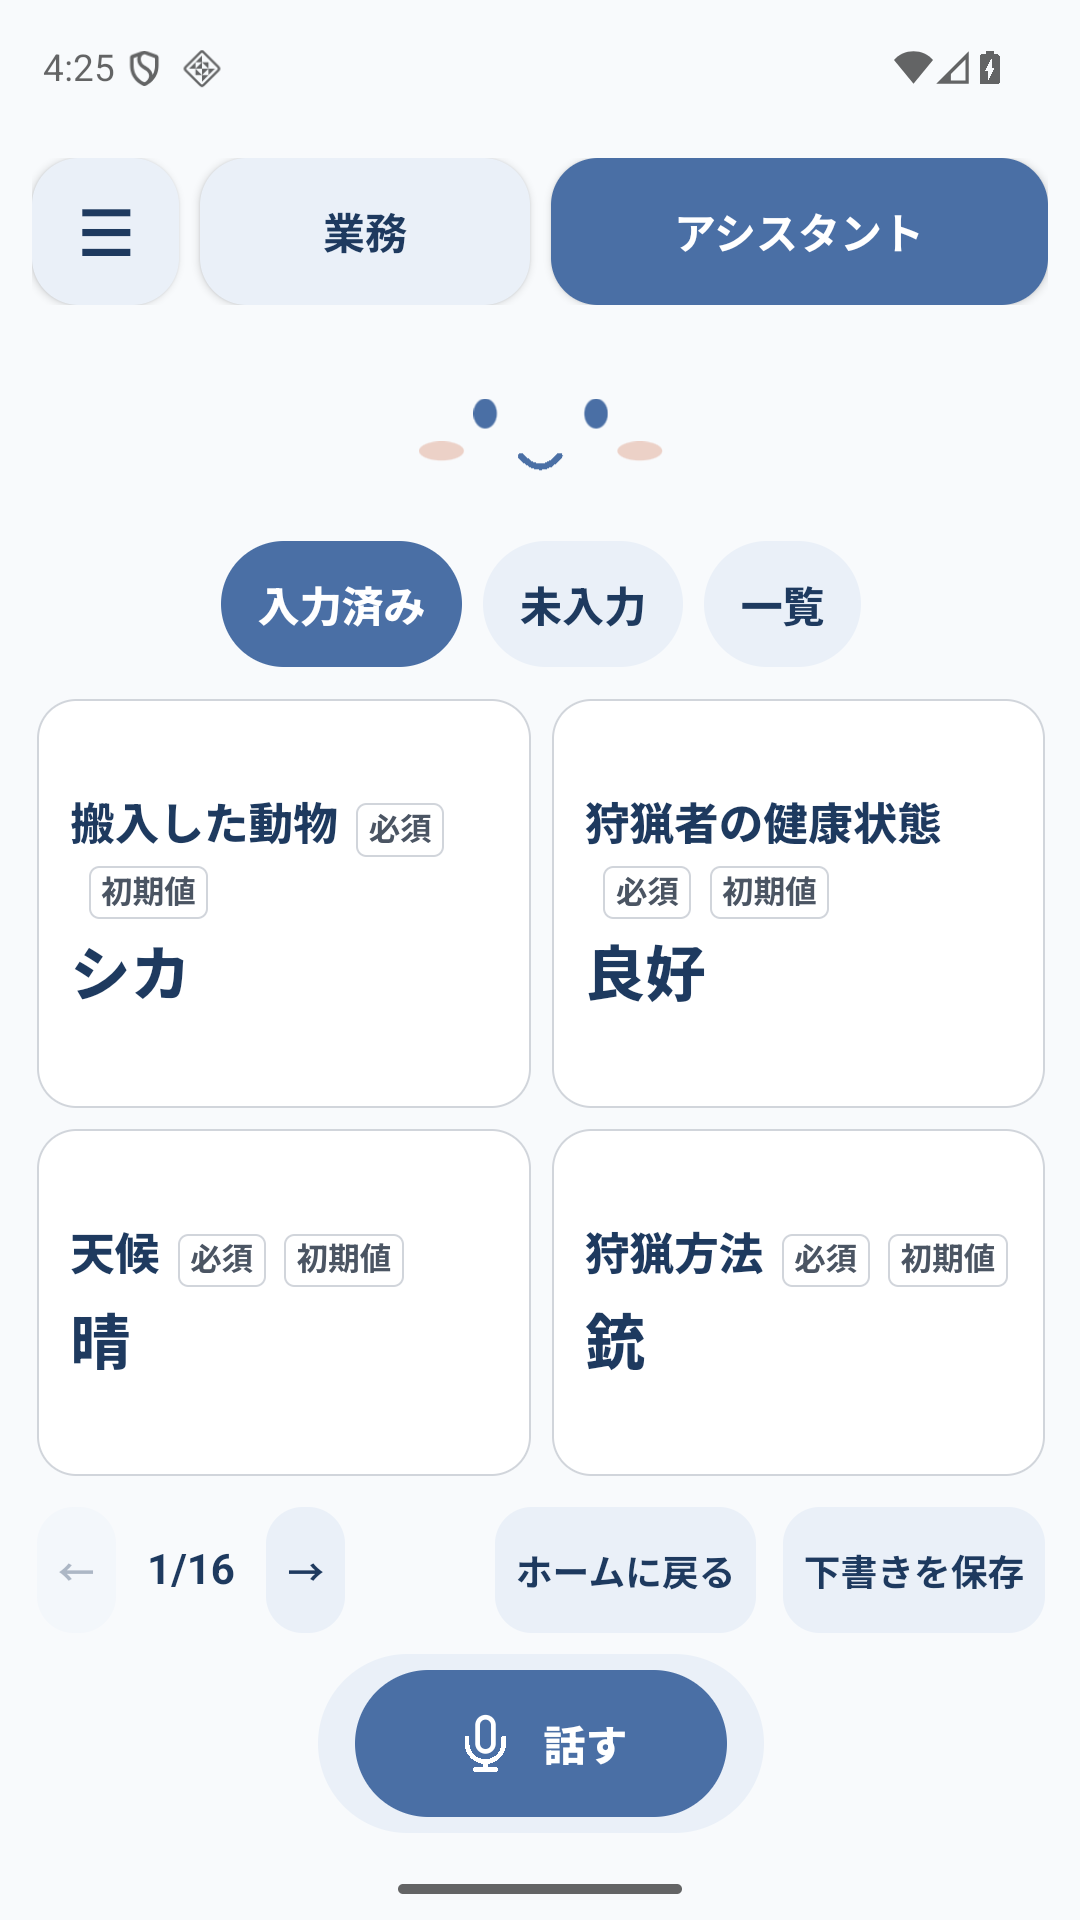 4:25
業務
アシスタント
入力済み
未入力
一覧
搬入した動物 必須
初期値
シカ
狩猟者の健康状態
必須 初期値
良好
天候 必須 初期値
晴
狩猟方法 必須 初期値
銃
← 1/16 →
ホームに戻る
下書きを保存
話す